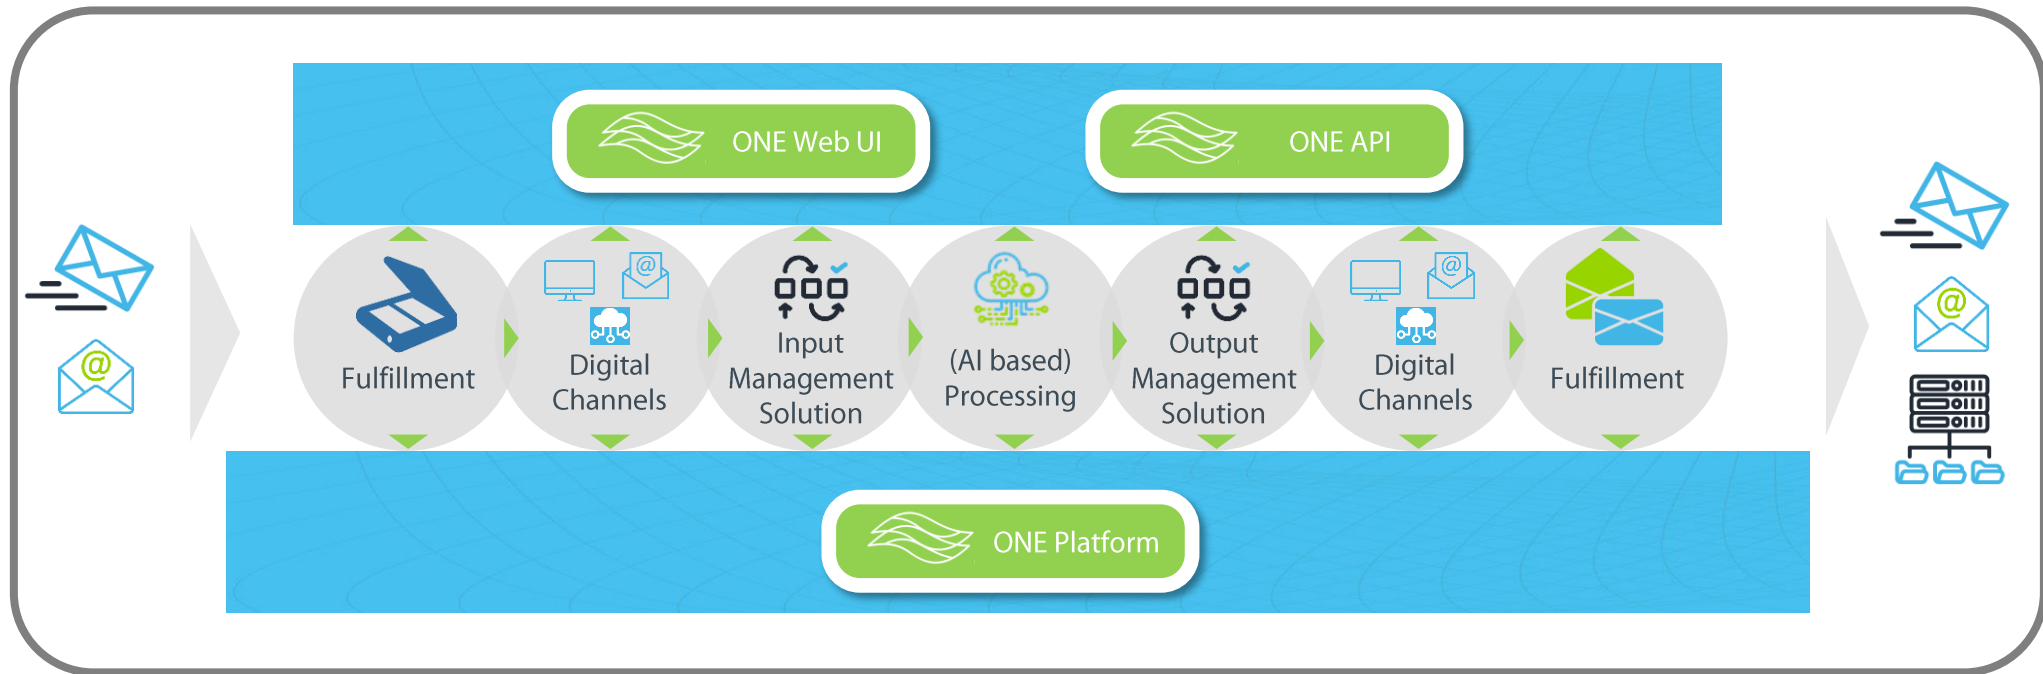 ONE Web UI
ONE API
Fulfillment
Digital
Channels
Input
Management
Solution
(AI based)
Processing
Output
Management
Solution
Digital
Channels
Fulfillment
ONE Platform
@
@
@
@